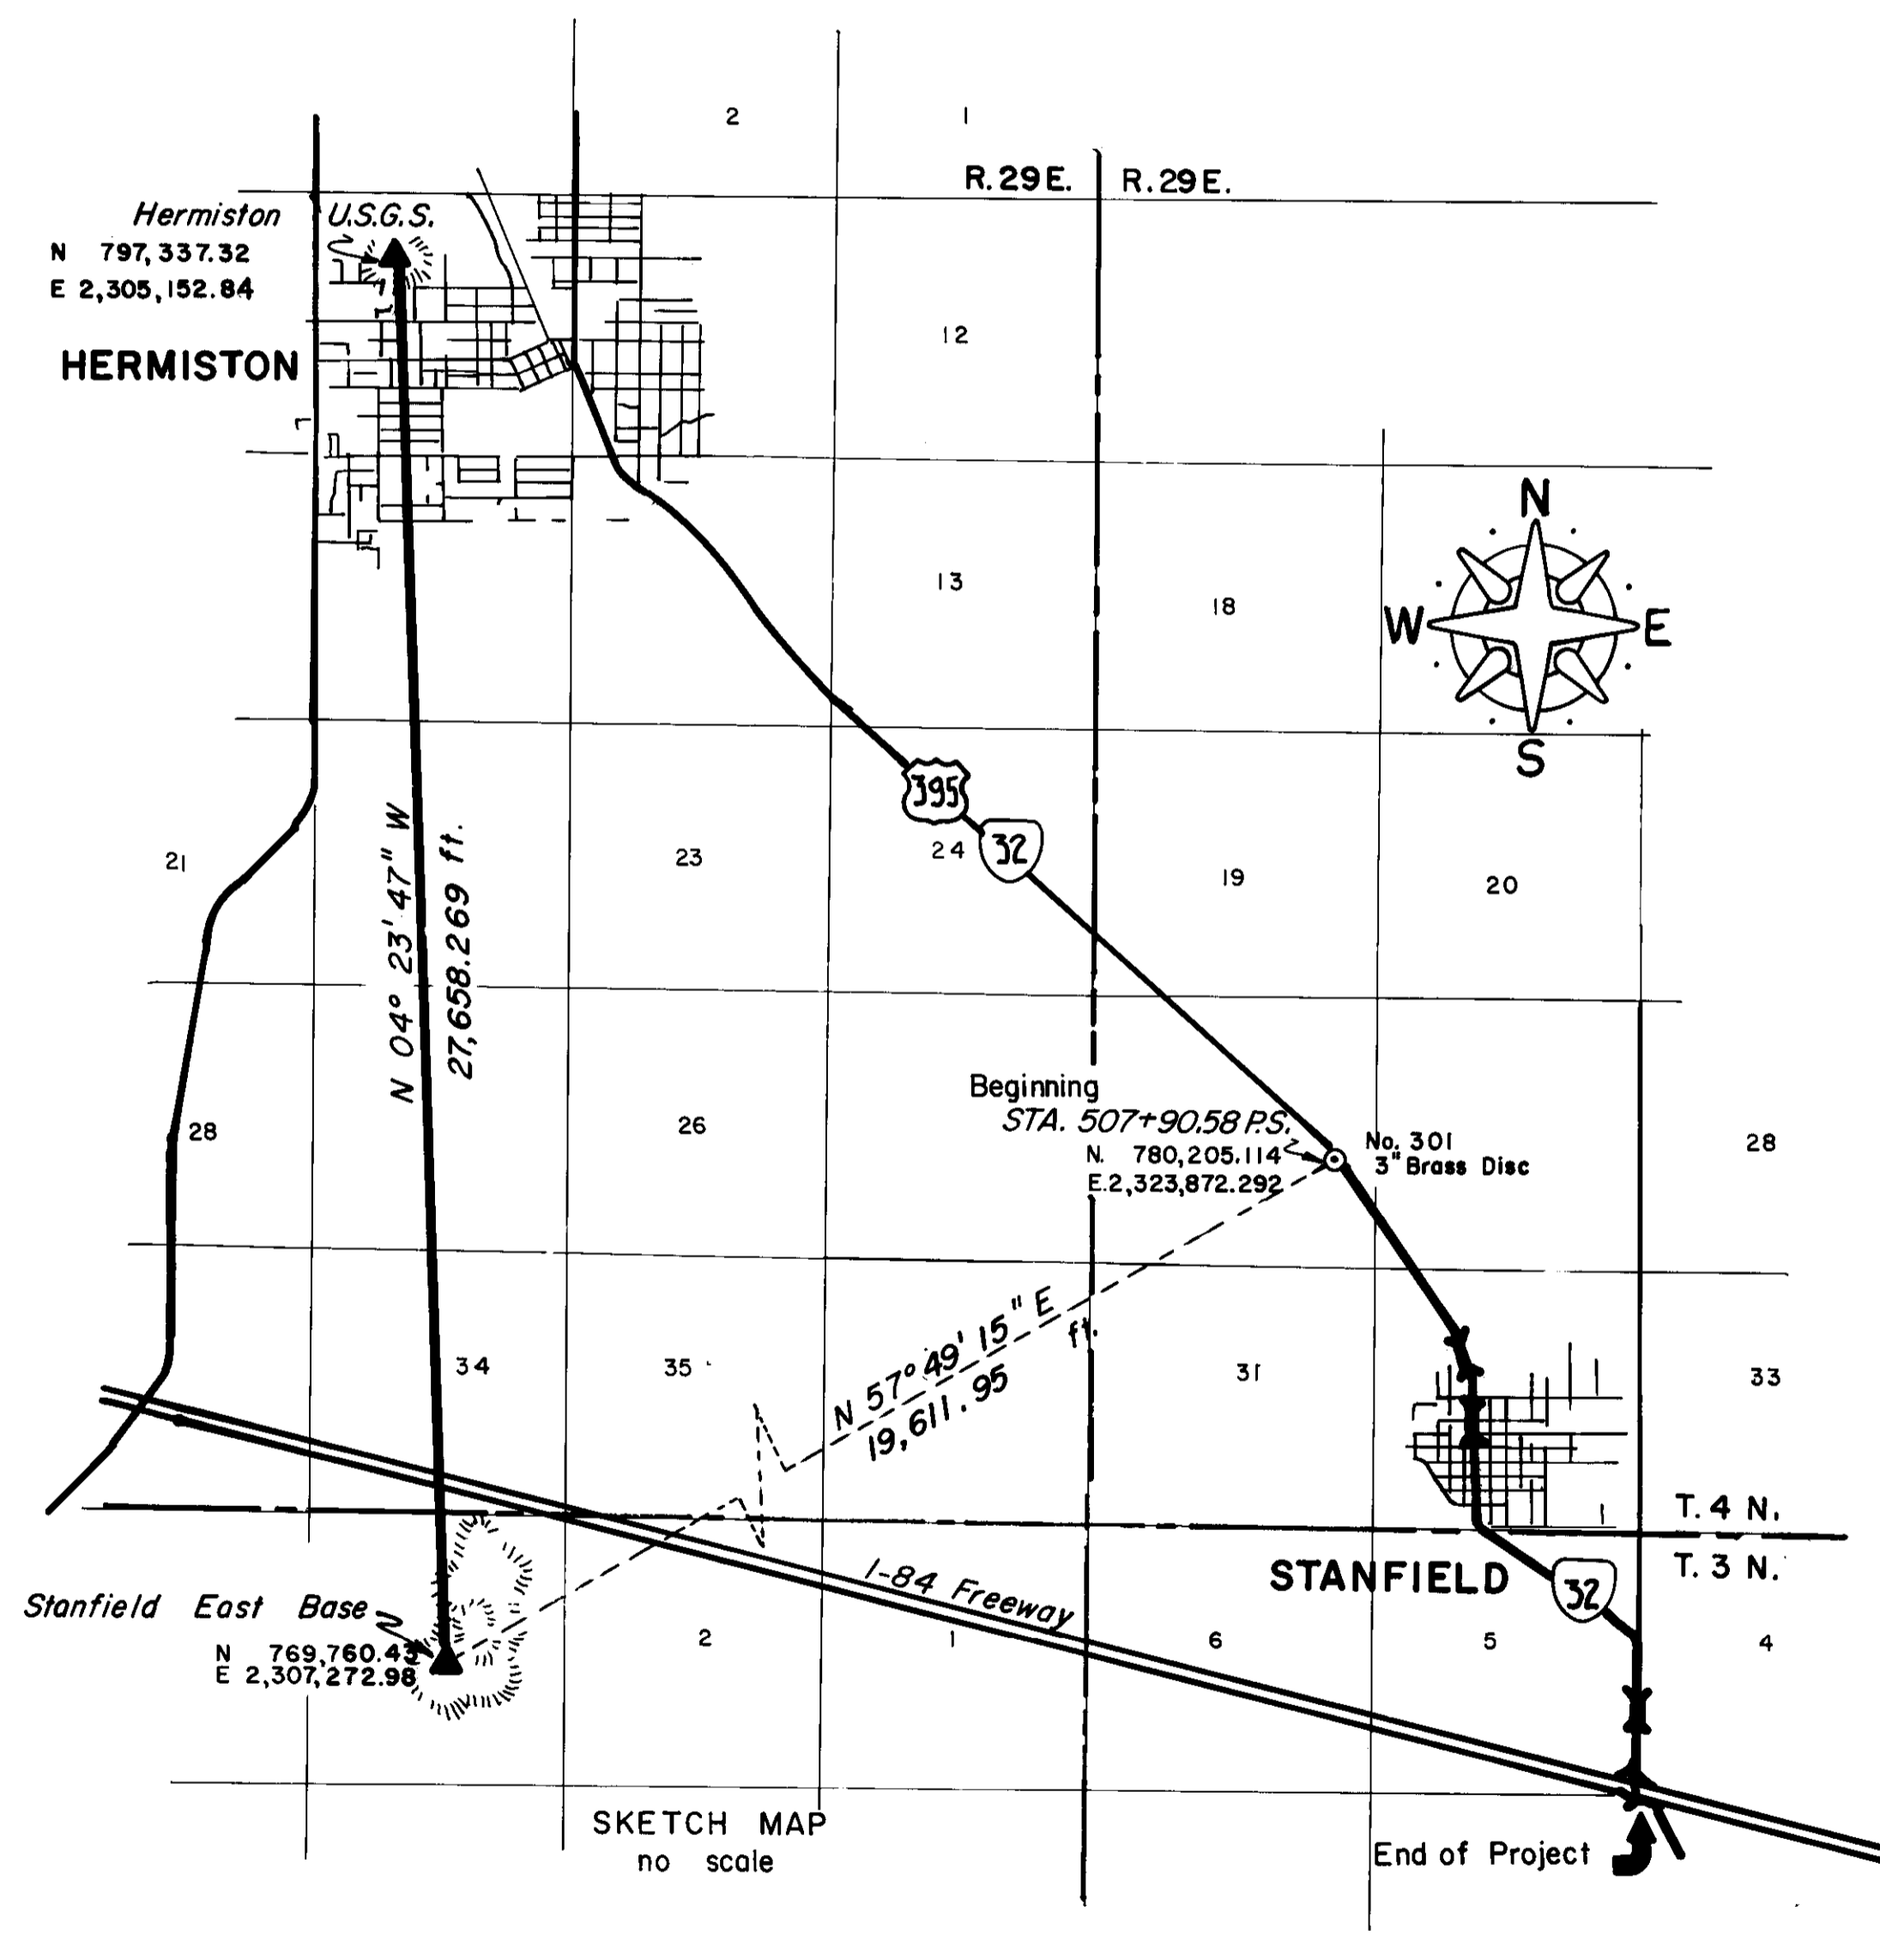 2
1
R.29E.
R.29E.
Hermiston U.S.G.S.
N 797,337.32
E 2,305,152.84
HERMISTON
12
N
W
E
S
13
18
395
32
21
23
24
19
20
N 04° 23' 47" W
27,658.269 ft.
Beginning
STA. 507+90.58 P.S.
N. 780,205.114
E.2,323,872.292
No. 301
3" Brass Disc
28
26
28
N 57° 49' 15" E
19,611.95 ft.
34
35
31
33
T. 4 N.
T. 3 N.
STANFIELD
32
I-84 Freeway
Stanfield East Base
N 769,760.43
E 2,307,272.98
2
1
6
5
4
SKETCH MAP
no scale
End of Project